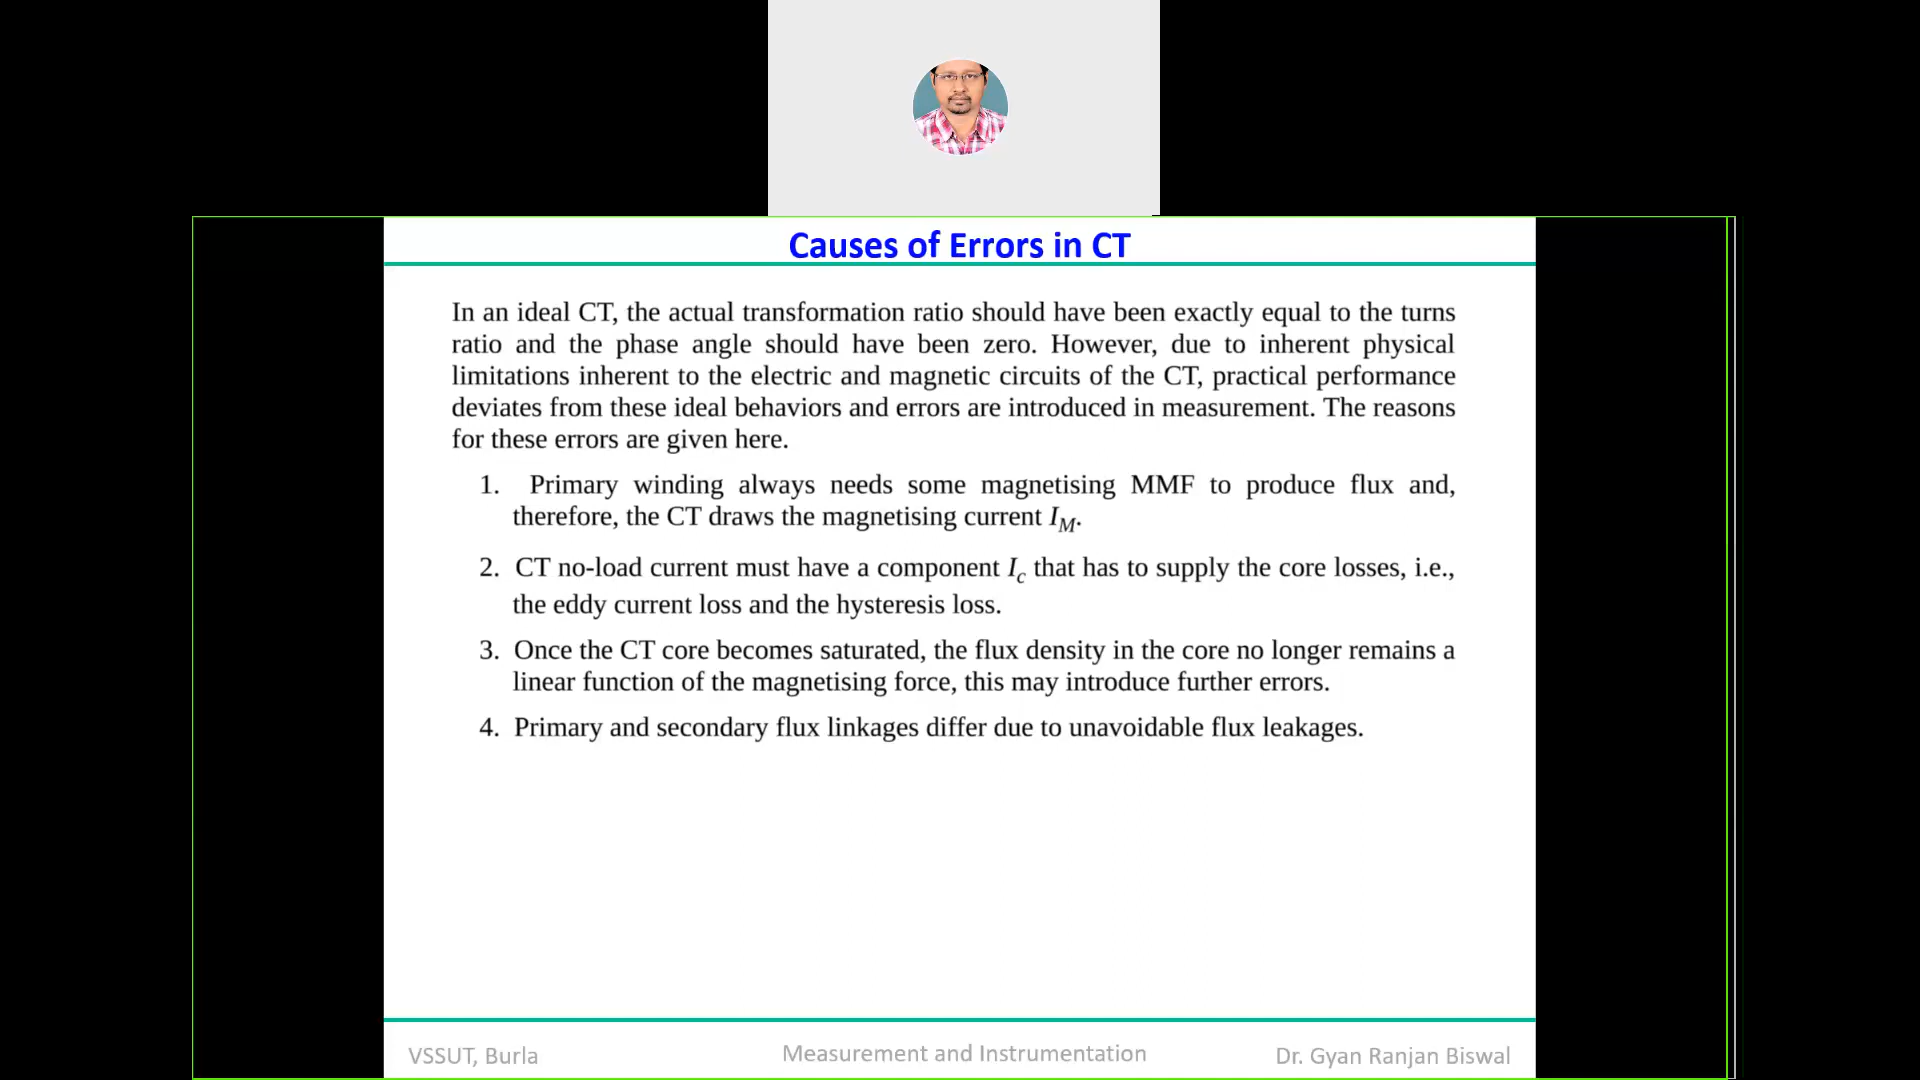 Causes of Errors in CT
In an ideal CT, the actual transformation ratio should have been exactly equal to the turns
ratio and the phase angle should have been zero. However, due to inherent physical
limitations inherent to the electric and magnetic circuits of the CT, practical performance
deviates from these ideal behaviors and errors are introduced in measurement. The reasons
for these errors are given here.
1. Primary winding always needs some magnetising MMF to produce flux and,
therefore, the CT draws the magnetising current I_M.
2. CT no-load current must have a component I_c that has to supply the core losses, i.e.,
the eddy current loss and the hysteresis loss.
3. Once the CT core becomes saturated, the flux density in the core no longer remains a
linear function of the magnetising force, this may introduce further errors.
4. Primary and secondary flux linkages differ due to unavoidable flux leakages.
VSSUT, Burla
Measurement and Instrumentation
Dr. Gyan Ranjan Biswal